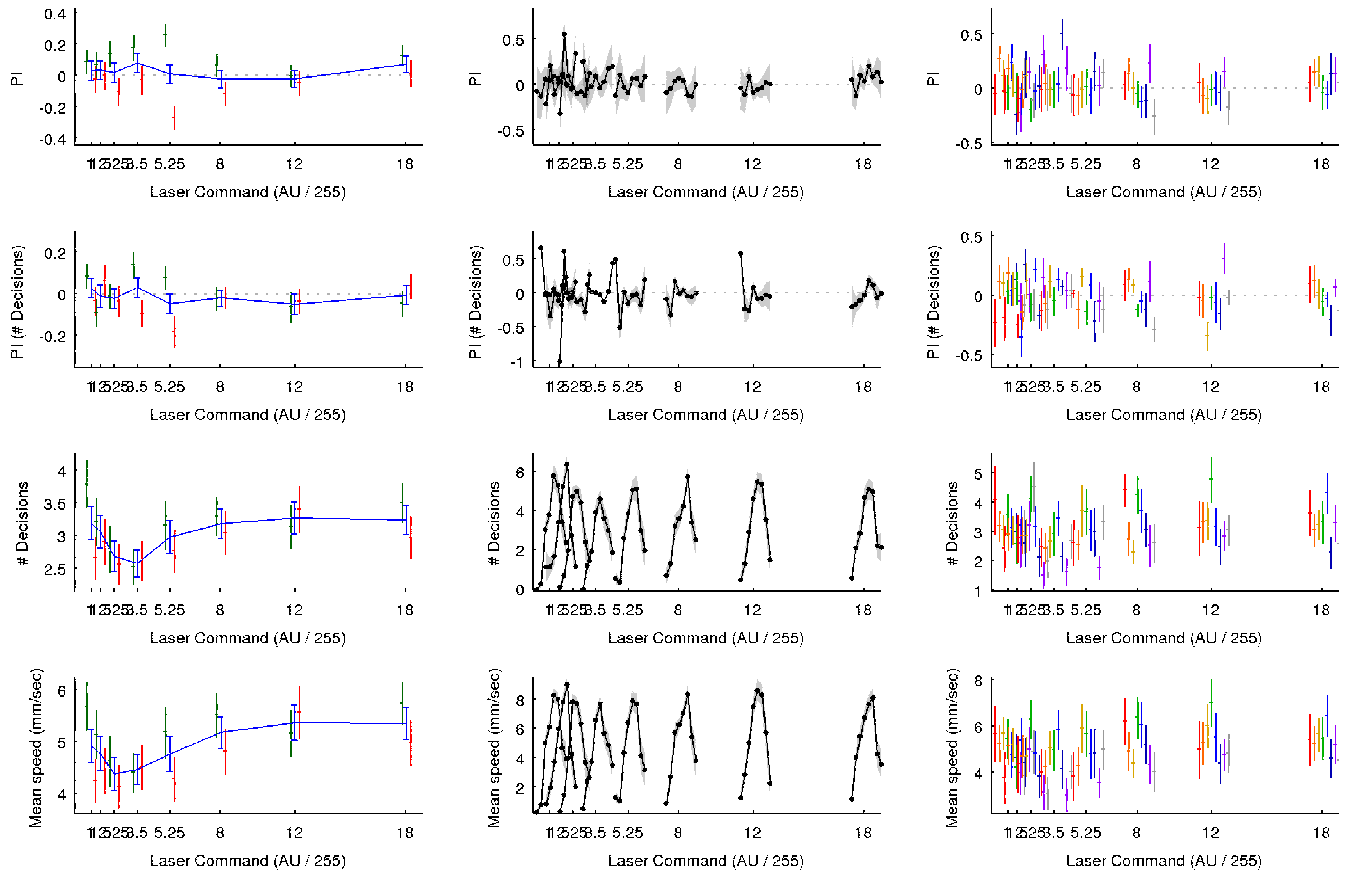 PI
0.4
0.2
0
-0.2
-0.4
5.25 8 12 18
Laser Command (AU / 255)
PI
0.5
0
-0.5
5.25 8 12 18
Laser Command (AU / 255)
PI
0.5
0
-0.5
5.25 8 12 18
Laser Command (AU / 255)
PI (# Decisions)
0.2
0
-0.2
5.25 8 12 18
Laser Command (AU / 255)
PI (# Decisions)
0.5
0
-0.5
-1
5.25 8 12 18
Laser Command (AU / 255)
PI (# Decisions)
0.5
0
-0.5
5.25 8 12 18
Laser Command (AU / 255)
# Decisions
4
3.5
3
2.5
5.25 8 12 18
Laser Command (AU / 255)
# Decisions
6
4
2
0
5.25 8 12 18
Laser Command (AU / 255)
# Decisions
5
4
3
2
1
5.25 8 12 18
Laser Command (AU / 255)
Mean speed (mm/sec)
6
5
4
5.25 8 12 18
Laser Command (AU / 255)
Mean speed (mm/sec)
8
6
4
2
5.25 8 12 18
Laser Command (AU / 255)
Mean speed (mm/sec)
8
6
4
5.25 8 12 18
Laser Command (AU / 255)